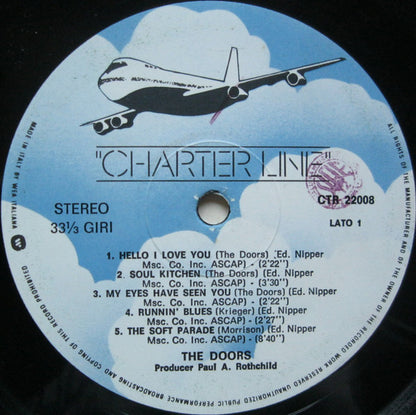 "CHARTER LINE"
STEREO
33⅓ GIRI
CTR 22008
LATO 1
1. HELLO I LOVE YOU (The Doors) (Ed. Nipper
Msc. Co. Inc. ASCAP) - (2'22'')
2. SOUL KITCHEN (The Doors) (Ed. Nipper
Msc. Co. Inc. ASCAP) - (3'30'')
3. MY EYES HAVE SEEN YOU (The Doors) (Ed. Nipper
Msc. Co. Inc. ASCAP) - (2'22'')
4. RUNNIN' BLUES (Krieger) (Ed. Nipper
Msc. Co. Inc. ASCAP) - (2'27'')
5. THE SOFT PARADE (Morrison) (Ed. Nipper
Msc. Co. Inc. ASCAP) - (8'40'')
THE DOORS
Producer Paul A. Rothchild
MADE IN ITALY BY WEA ITALIANA
ALL RIGHTS OF THE MANUFACTURER AND OF THE OWNER OF THE RECORDED WORK RESERVED UNAUTHORISED PUBLIC PERFORMANCE BROADCASTING AND COPYING OF THIS RECORD PROHIBITED